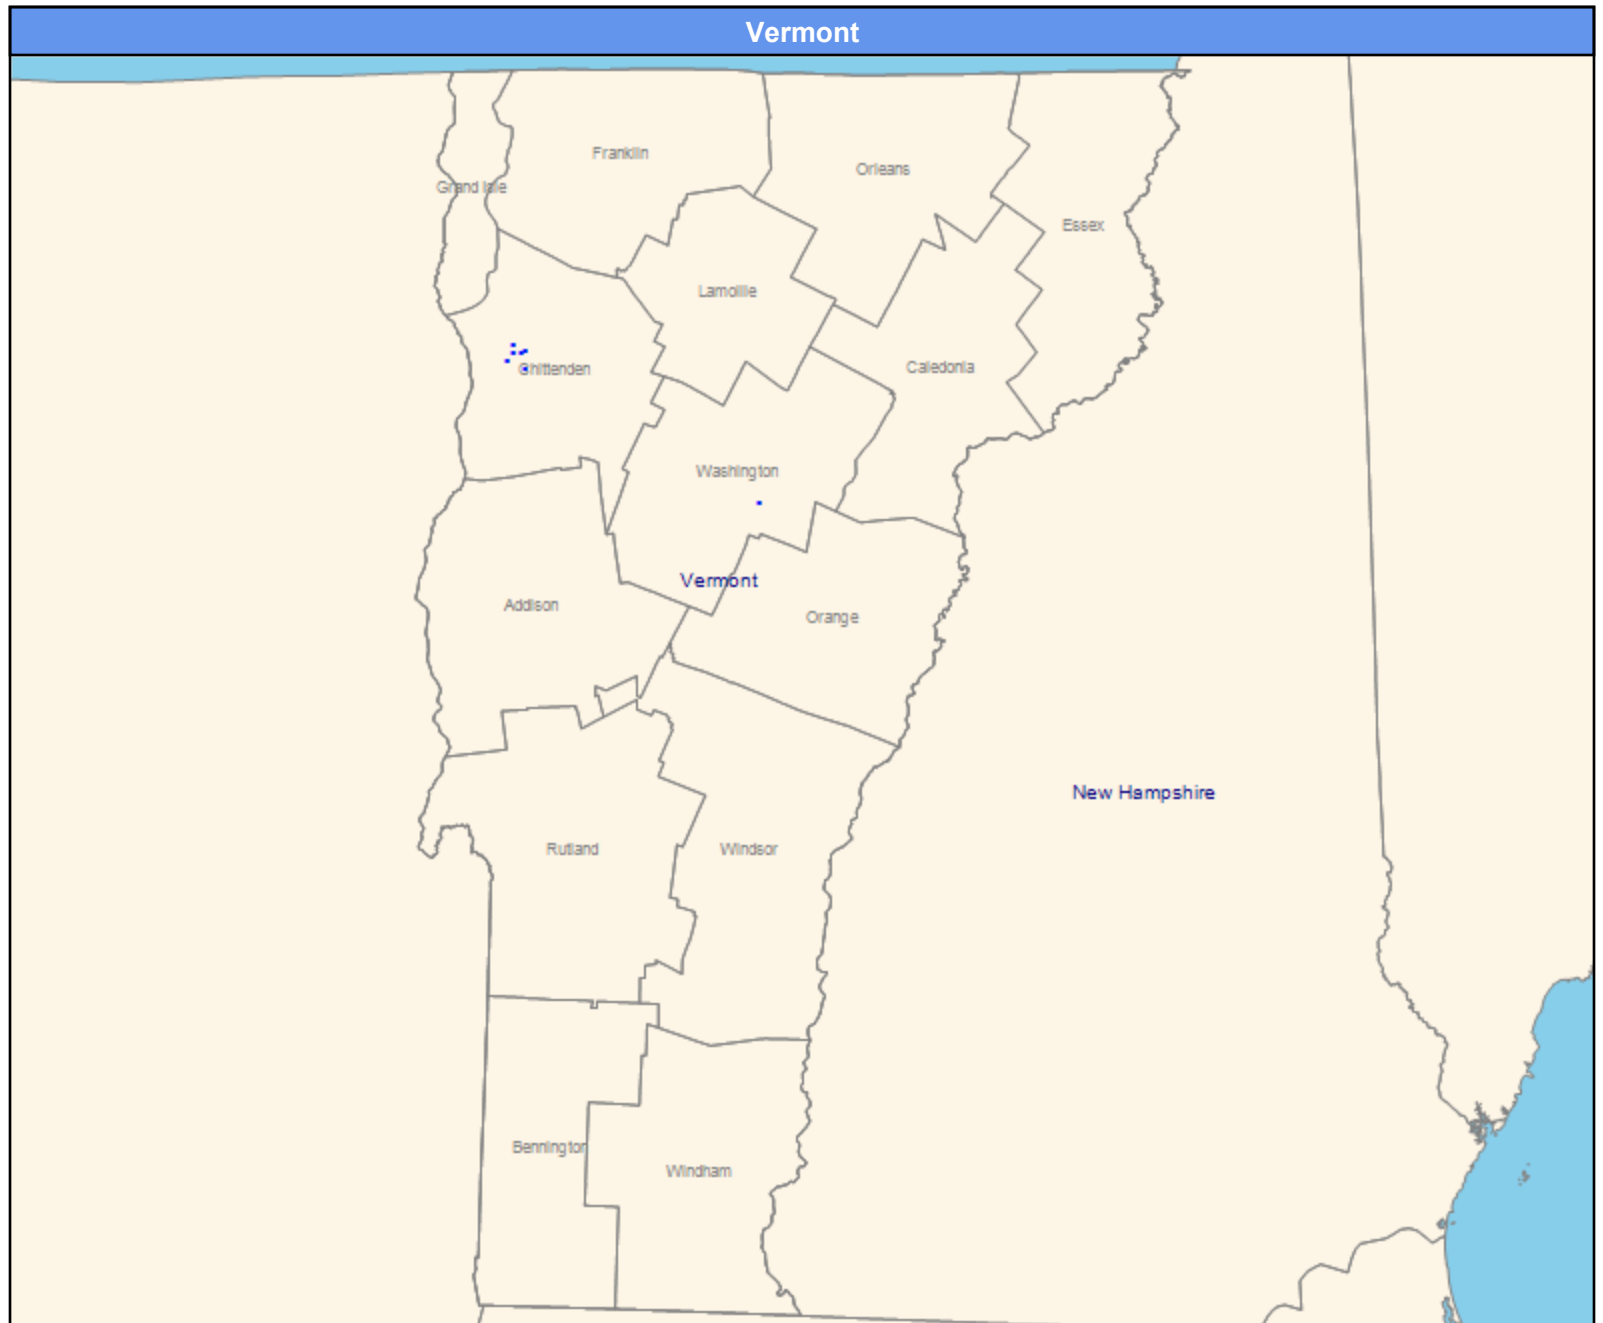 Vermont
Franklin
Orleans
Grand Isle
Essex
Lamoille
Chittenden
Caledonia
Washington
Vermont
Addison
Orange
New Hampshire
Rutland
Windsor
Bennington
Windham